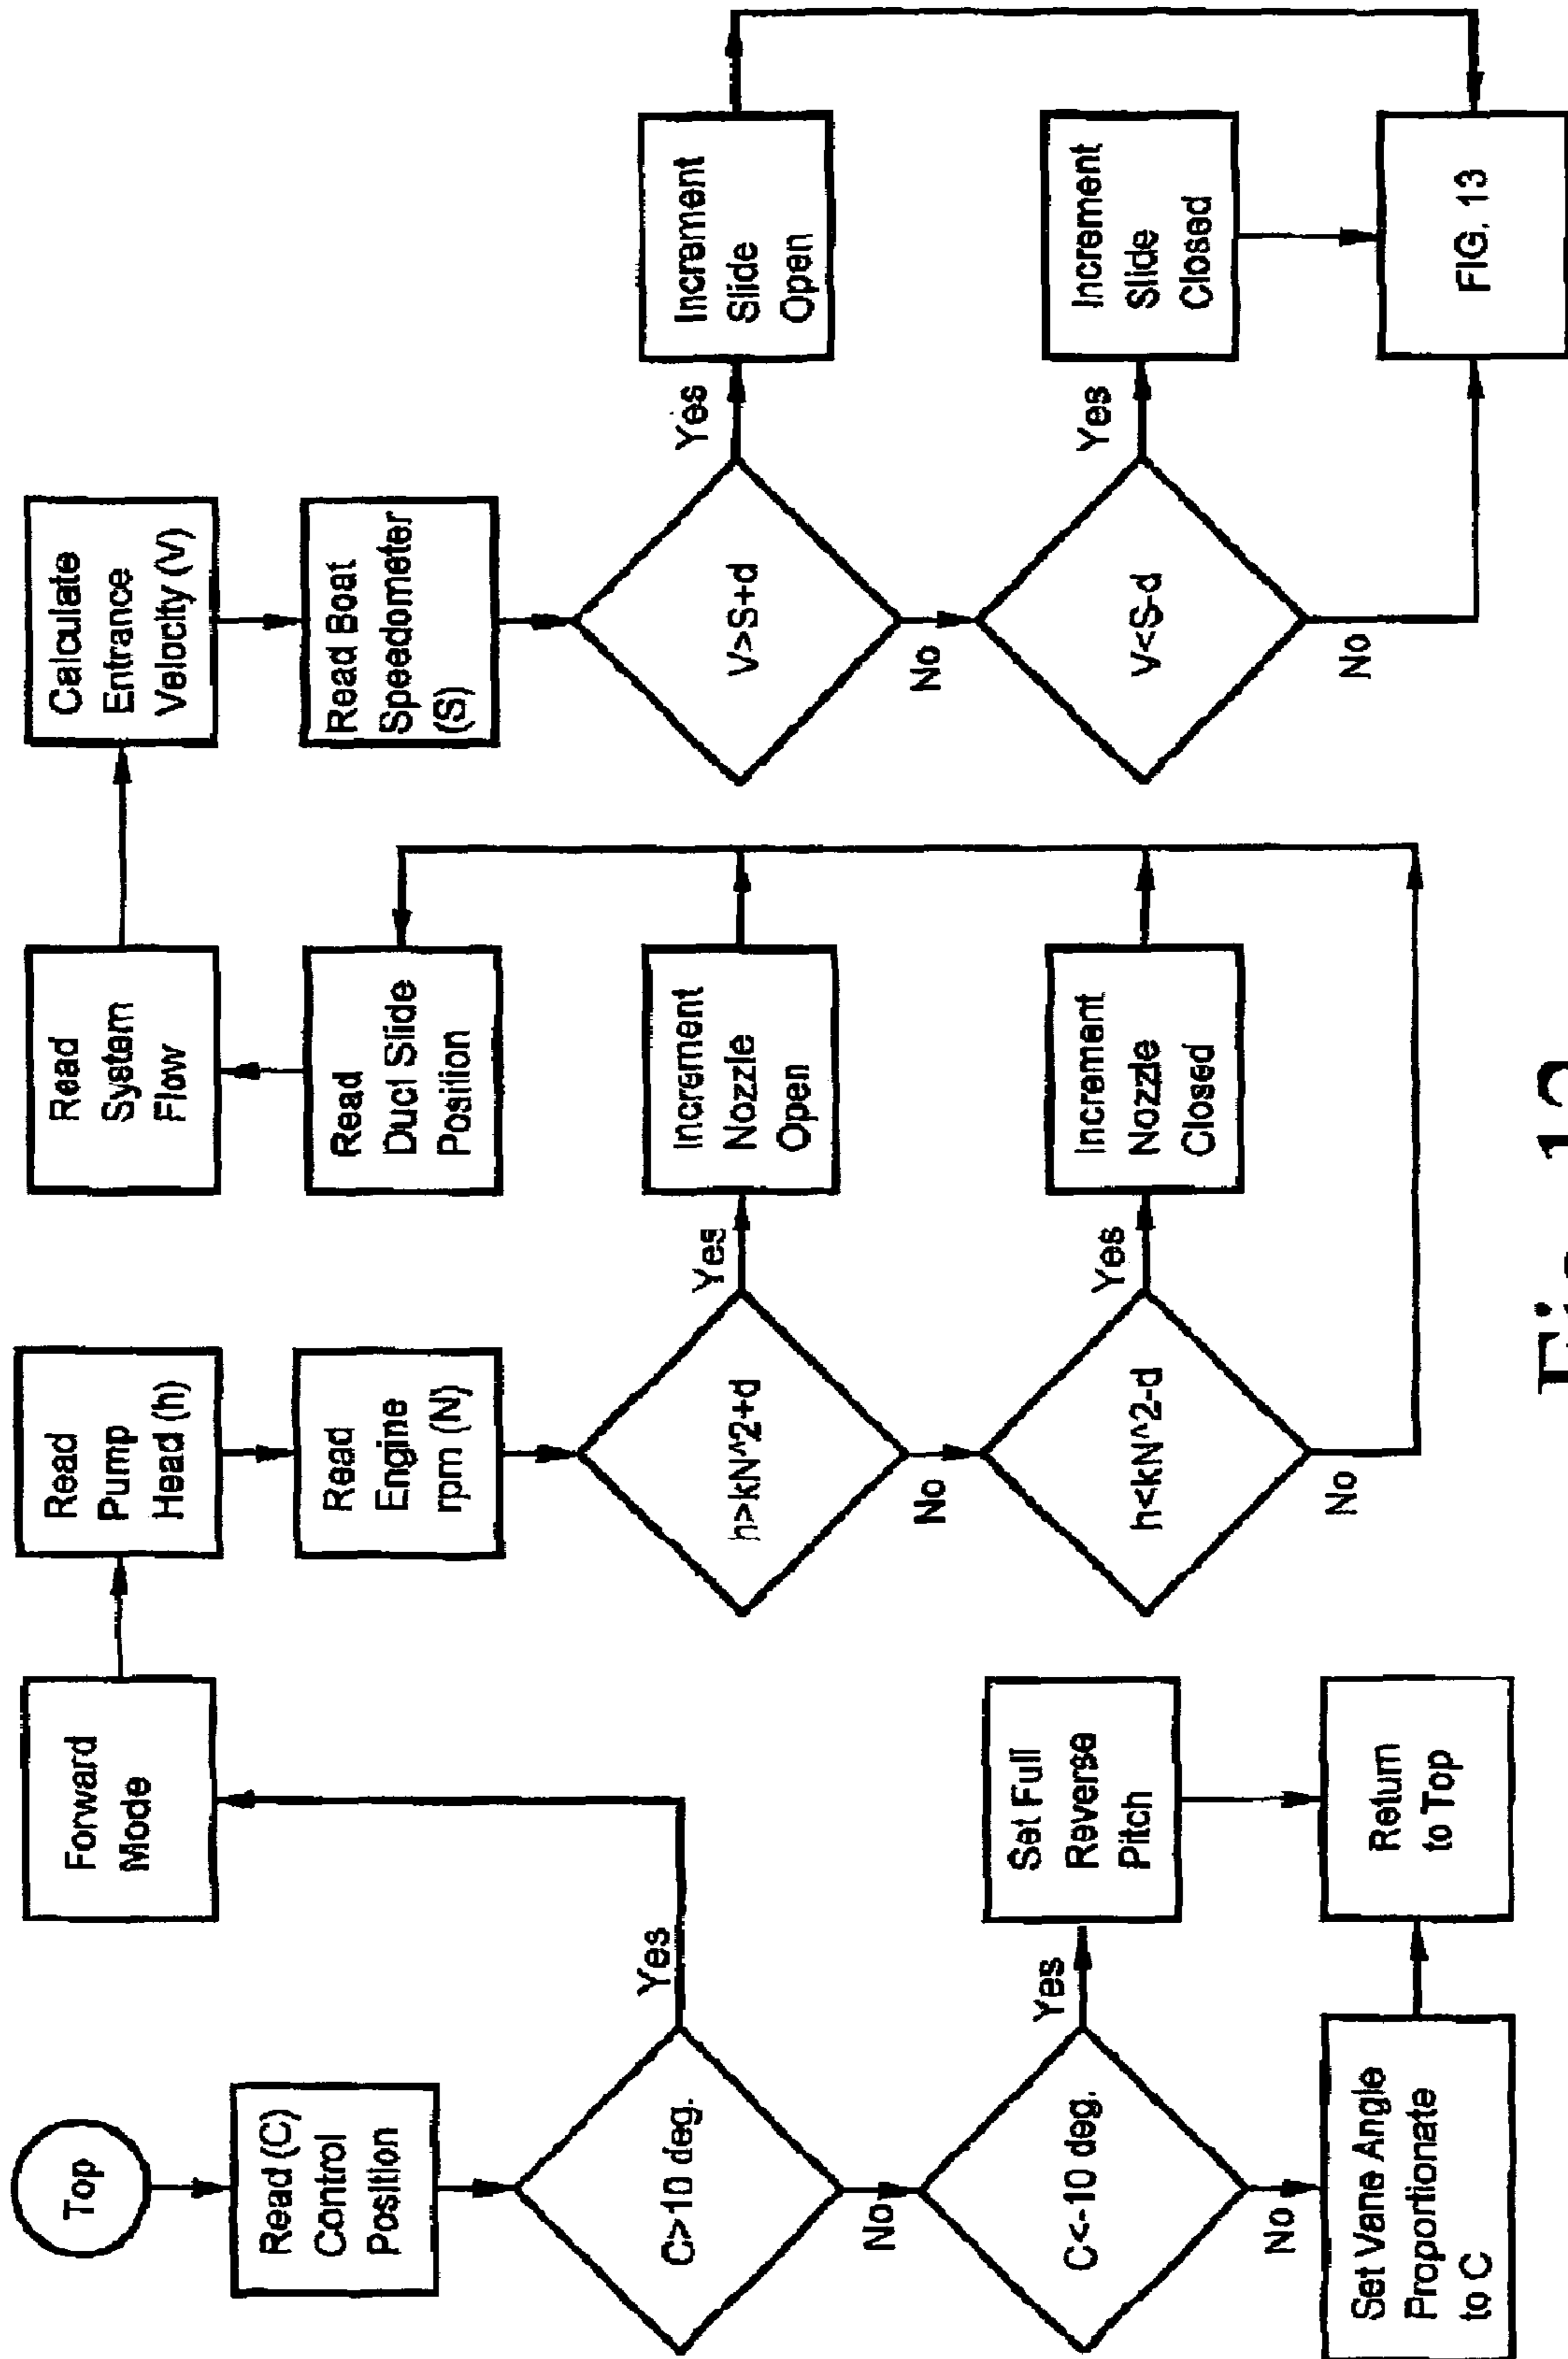 Top
Read (C)
Control
Position
C>10 deg.
Yes
No
C<-10 deg.
Yes
No
Set Vane Angle
Proportionate
to C
Set Full
Reverse
Pitch
Return
to Top
Forward
Mode
Read
Pump
Head (h)
Read
Engine
rpm (N)
h>kN^2+d
Yes
No
h<kN^2-d
Yes
No
Increment
Nozzle
Open
Increment
Nozzle
Closed
Read
Duct Slide
Position
Read
System
Flow
Calculate
Entrance
Velocity (V)
Read Boat
Speedometer
(S)
V>S+d
Yes
No
V<S-d
Yes
No
Increment
Slide
Open
Increment
Slide
Closed
FIG. 13